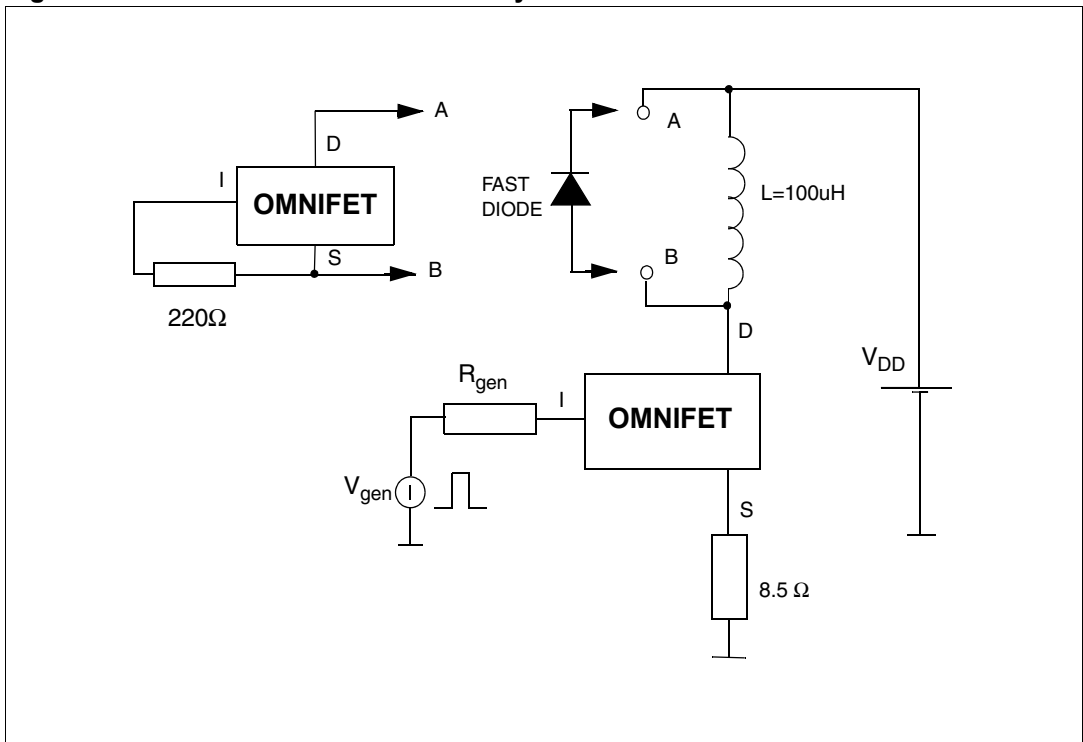 A
D
I
OMNIFET
S
B
220Ω
FAST
DIODE
A
B
L=100uH
D
V_DD
R_gen
I
OMNIFET
V_gen
S
8.5 Ω